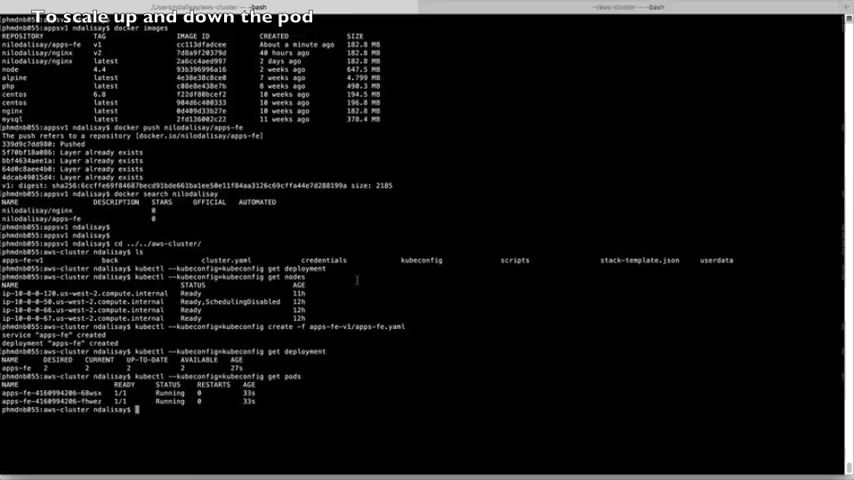 To scale up and down the pod
/Users/ndalisay/aws-cluster — -bash
~/aws-cluster — -bash
phmdnb055:appsv1 ndalisay$ docker images
REPOSITORY TAG IMAGE ID CREATED SIZE
nilodalisay/apps-fe v1 cc113dfadcee About a minute ago 182.8 MB
nilodalisay/nginx v2 7d8a9f20379d 40 hours ago 182.8 MB
nilodalisay/nginx latest 2a6cc4aed997 2 days ago 182.8 MB
node 4.4 93b396996a16 2 weeks ago 647.5 MB
alpine latest 4e38e38c8ce0 7 weeks ago 4.799 MB
php latest c08e8e438e7b 8 weeks ago 490.3 MB
centos 6.8 f22df80bcef2 10 weeks ago 194.5 MB
centos latest 904d6c400333 10 weeks ago 196.8 MB
nginx latest 0d409d33b27e 10 weeks ago 182.8 MB
mysql latest 2fd136002c22 11 weeks ago 378.4 MB
phmdnb055:appsv1 ndalisay$ docker push nilodalisay/apps-fe
The push refers to a repository [docker.io/nilodalisay/apps-fe]
339d9c7dd980: Pushed
5f70bf18a086: Layer already exists
bbf4634aee1a: Layer already exists
64d0c8aee4b0: Layer already exists
4dcab49015d4: Layer already exists
v1: digest: sha256:6ccffe69f84687becd91bde661ba1ee50e11f84aa3126c69cffa44e7d288199a size: 2185
phmdnb055:appsv1 ndalisay$ docker search nilodalisay
NAME DESCRIPTION STARS OFFICIAL AUTOMATED
nilodalisay/nginx 0
nilodalisay/apps-fe 0
phmdnb055:appsv1 ndalisay$
phmdnb055:appsv1 ndalisay$
phmdnb055:appsv1 ndalisay$ cd ../../aws-cluster/
phmdnb055:aws-cluster ndalisay$ ls
apps-fe-v1 back cluster.yaml credentials kubeconfig scripts stack-template.json userdata
phmdnb055:aws-cluster ndalisay$ kubectl --kubeconfig=kubeconfig get deployment
phmdnb055:aws-cluster ndalisay$ kubectl --kubeconfig=kubeconfig get nodes
NAME STATUS AGE
ip-10-0-0-120.us-west-2.compute.internal Ready 11h
ip-10-0-0-50.us-west-2.compute.internal Ready,SchedulingDisabled 12h
ip-10-0-0-66.us-west-2.compute.internal Ready 12h
ip-10-0-0-67.us-west-2.compute.internal Ready 12h
phmdnb055:aws-cluster ndalisay$ kubectl --kubeconfig=kubeconfig create -f apps-fe-v1/apps-fe.yaml
service "apps-fe" created
deployment "apps-fe" created
phmdnb055:aws-cluster ndalisay$ kubectl --kubeconfig=kubeconfig get deployment
NAME DESIRED CURRENT UP-TO-DATE AVAILABLE AGE
apps-fe 2 2 2 2 27s
phmdnb055:aws-cluster ndalisay$ kubectl --kubeconfig=kubeconfig get pods
NAME READY STATUS RESTARTS AGE
apps-fe-4160994206-68wsx 1/1 Running 0 33s
apps-fe-4160994206-fhwez 1/1 Running 0 33s
phmdnb055:aws-cluster ndalisay$